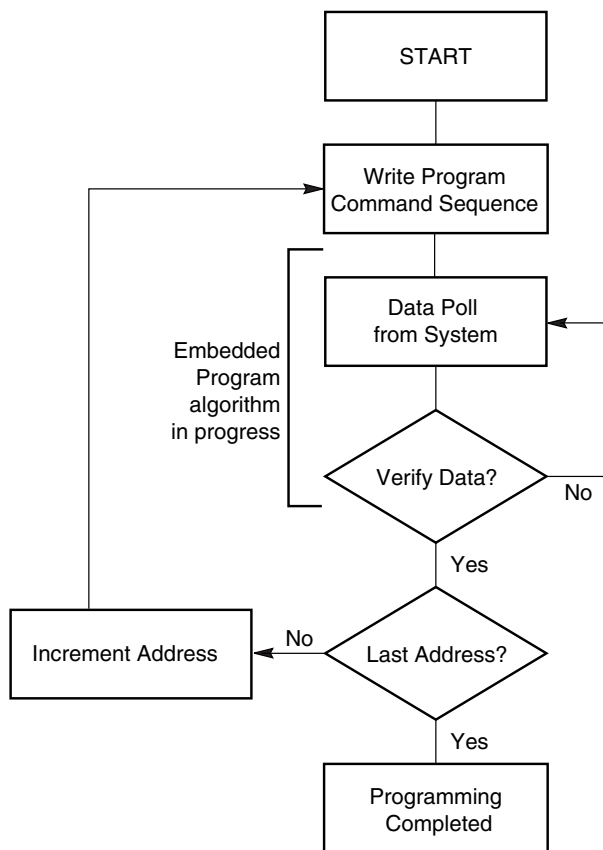 START
Write Program
Command Sequence
Data Poll
from System
Embedded
Program
algorithm
in progress
Verify Data?
No
Yes
Increment Address
No
Last Address?
Yes
Programming
Completed